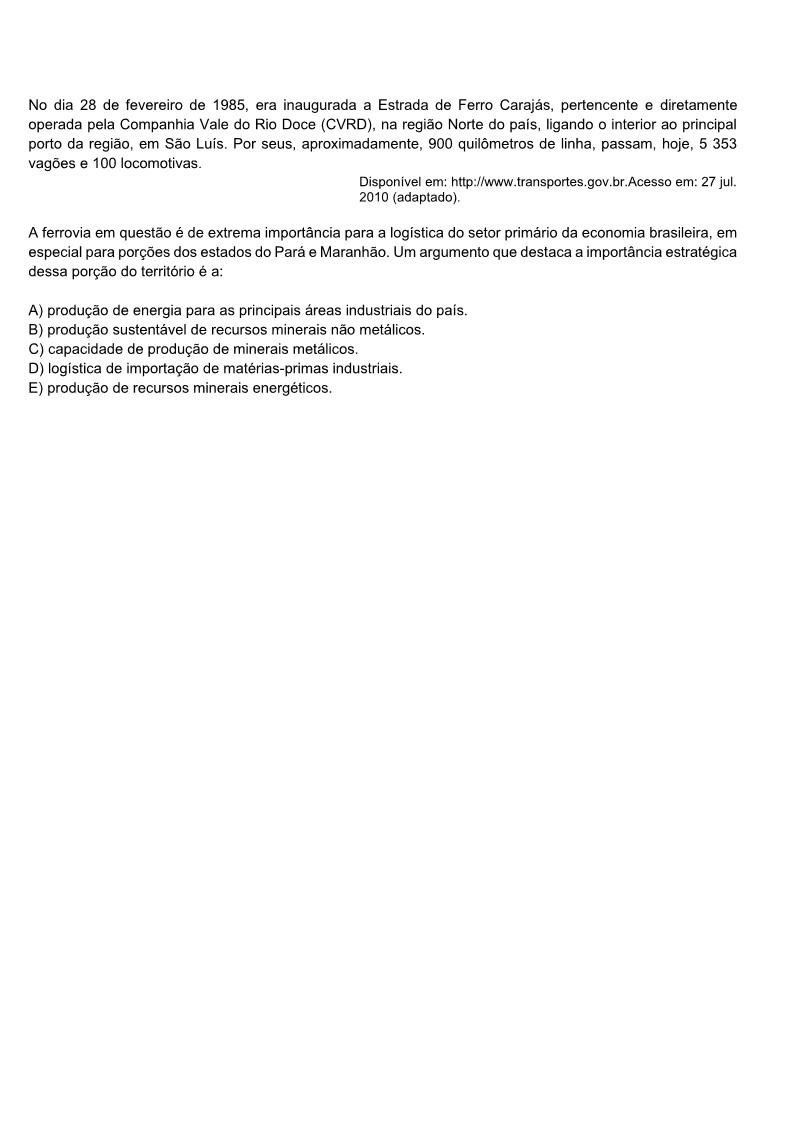 No dia 28 de fevereiro de 1985, era inaugurada a Estrada de Ferro Carajás, pertencente e diretamente
operada pela Companhia Vale do Rio Doce (CVRD), na região Norte do país, ligando o interior ao principal
porto da região, em São Luís. Por seus, aproximadamente, 900 quilômetros de linha, passam, hoje, 5 353
vagões e 100 locomotivas.
Disponível em: http://www.transportes.gov.br.Acesso em: 27 jul.
2010 (adaptado).
A ferrovia em questão é de extrema importância para a logística do setor primário da economia brasileira, em
especial para porções dos estados do Pará e Maranhão. Um argumento que destaca a importância estratégica
dessa porção do território é a:
A) produção de energia para as principais áreas industriais do país.
B) produção sustentável de recursos minerais não metálicos.
C) capacidade de produção de minerais metálicos.
D) logística de importação de matérias-primas industriais.
E) produção de recursos minerais energéticos.